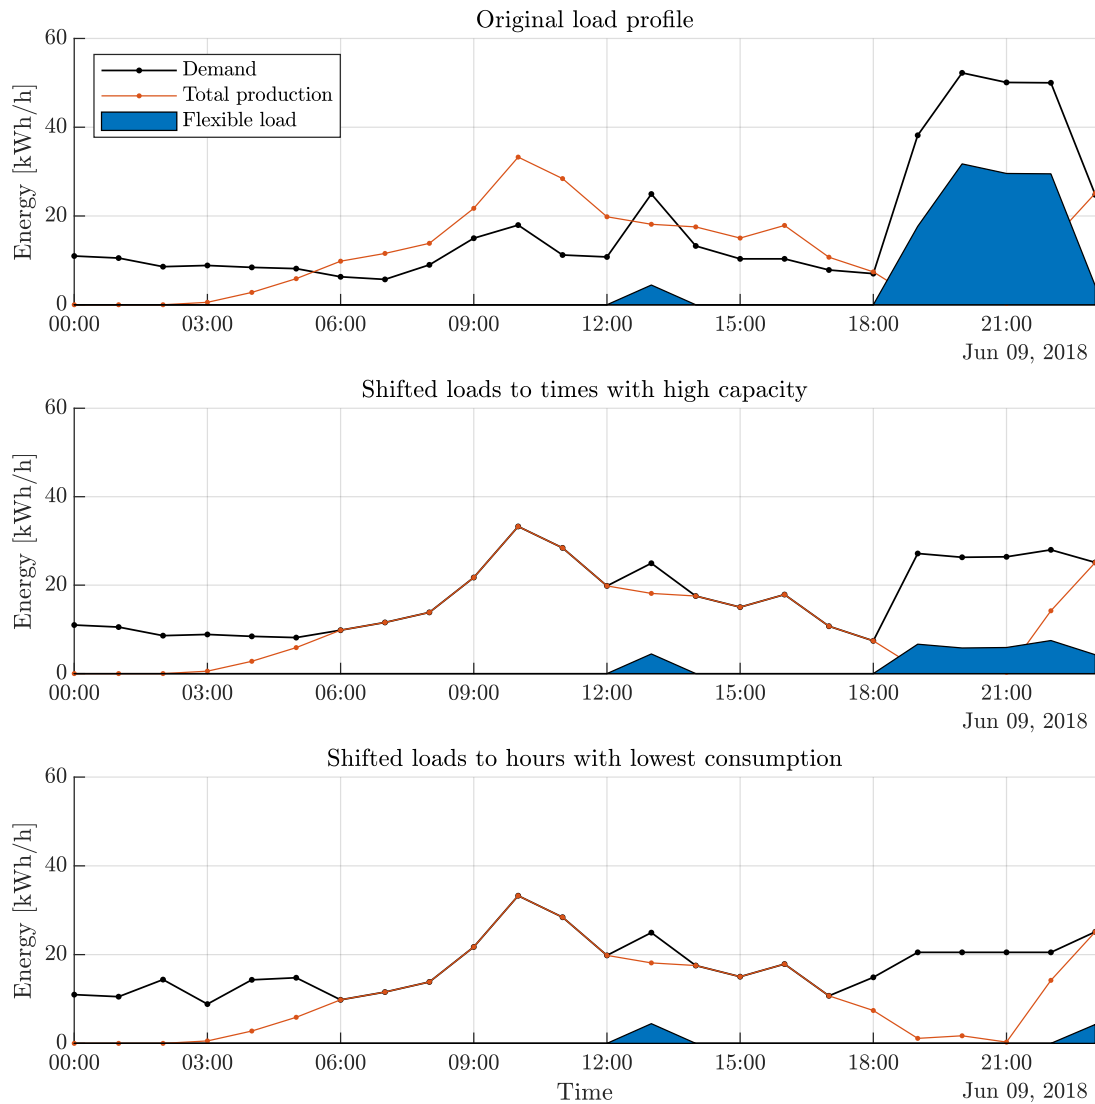 Original load profile
60
40
20
0
Energy [kWh/h]
Demand
Total production
Flexible load
00:00 03:00 06:00 09:00 12:00 15:00 18:00 21:00
Jun 09, 2018
Shifted loads to times with high capacity
60
40
20
0
Energy [kWh/h]
00:00 03:00 06:00 09:00 12:00 15:00 18:00 21:00
Jun 09, 2018
Shifted loads to hours with lowest consumption
60
40
20
0
Energy [kWh/h]
00:00 03:00 06:00 09:00 12:00 15:00 18:00 21:00
Time
Jun 09, 2018